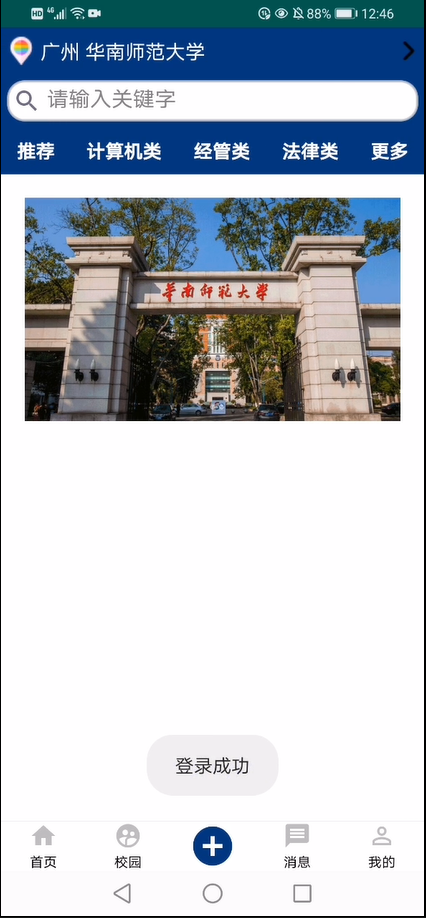 HD 4G 88% 12:46
广州 华南师范大学
请输入关键字
推荐 计算机类 经管类 法律类 更多
华南师范大学
登录成功
首页 校园 消息 我的